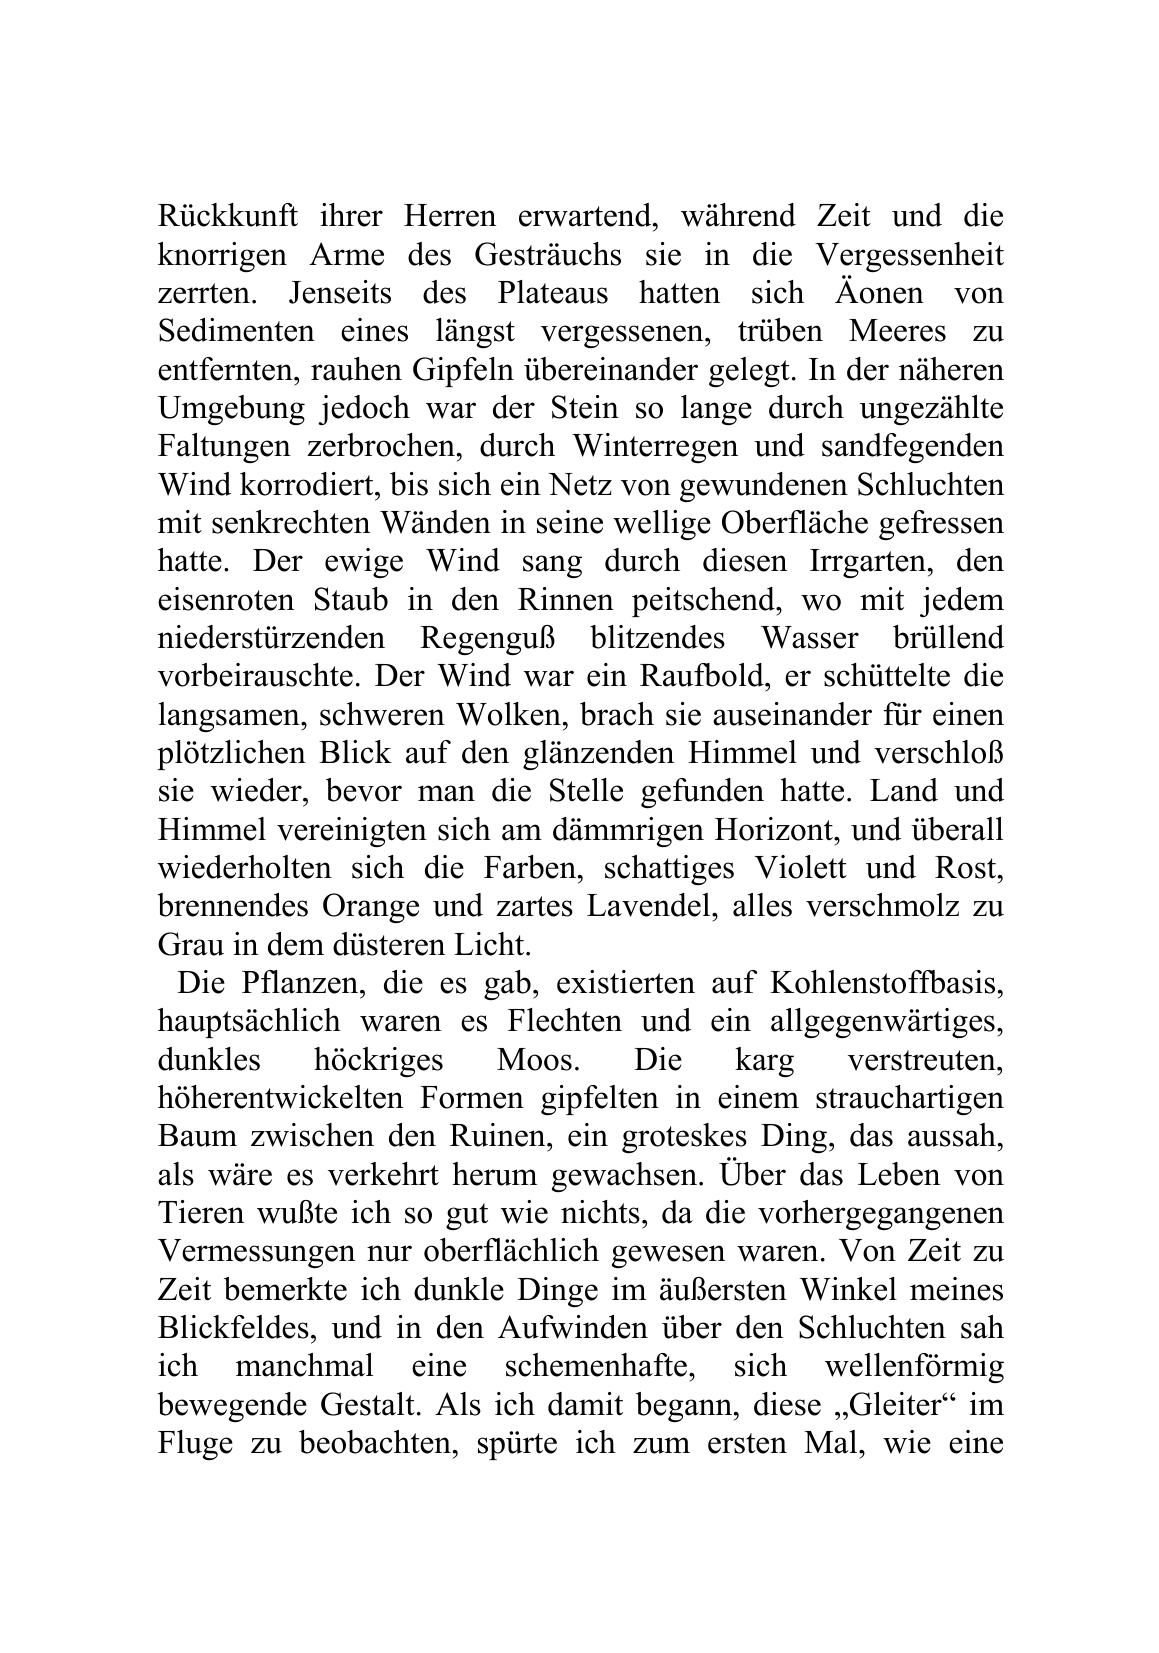 Rückkunft ihrer Herren erwartend, während Zeit und die
knorrigen Arme des Gesträuchs sie in die Vergessenheit
zerrten. Jenseits des Plateaus hatten sich Äonen von
Sedimenten eines längst vergessenen, trüben Meeres zu
entfernten, rauhen Gipfeln übereinander gelegt. In der näheren
Umgebung jedoch war der Stein so lange durch ungezählte
Faltungen zerbrochen, durch Winterregen und sandfegenden
Wind korrodiert, bis sich ein Netz von gewundenen Schluchten
mit senkrechten Wänden in seine wellige Oberfläche gefressen
hatte. Der ewige Wind sang durch diesen Irrgarten, den
eisenroten Staub in den Rinnen peitschend, wo mit jedem
niederstürzenden Regenguß blitzendes Wasser brüllend
vorbeirauschte. Der Wind war ein Raufbold, er schüttelte die
langsamen, schweren Wolken, brach sie auseinander für einen
plötzlichen Blick auf den glänzenden Himmel und verschloß
sie wieder, bevor man die Stelle gefunden hatte. Land und
Himmel vereinigten sich am dämmrigen Horizont, und überall
wiederholten sich die Farben, schattiges Violett und Rost,
brennendes Orange und zartes Lavendel, alles verschmolz zu
Grau in dem düsteren Licht.
Die Pflanzen, die es gab, existierten auf Kohlenstoffbasis,
hauptsächlich waren es Flechten und ein allgegenwärtiges,
dunkles höckriges Moos. Die karg verstreuten,
höherentwickelten Formen gipfelten in einem strauchartigen
Baum zwischen den Ruinen, ein groteskes Ding, das aussah,
als wäre es verkehrt herum gewachsen. Über das Leben von
Tieren wußte ich so gut wie nichts, da die vorhergegangenen
Vermessungen nur oberflächlich gewesen waren. Von Zeit zu
Zeit bemerkte ich dunkle Dinge im äußersten Winkel meines
Blickfeldes, und in den Aufwinden über den Schluchten sah
ich manchmal eine schemenhafte, sich wellenförmig
bewegende Gestalt. Als ich damit begann, diese „Gleiter“ im
Fluge zu beobachten, spürte ich zum ersten Mal, wie eine